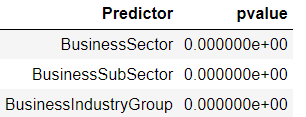 Predictor pvalue
BusinessSector 0.000000e+00
BusinessSubSector 0.000000e+00
BusinessIndustryGroup 0.000000e+00